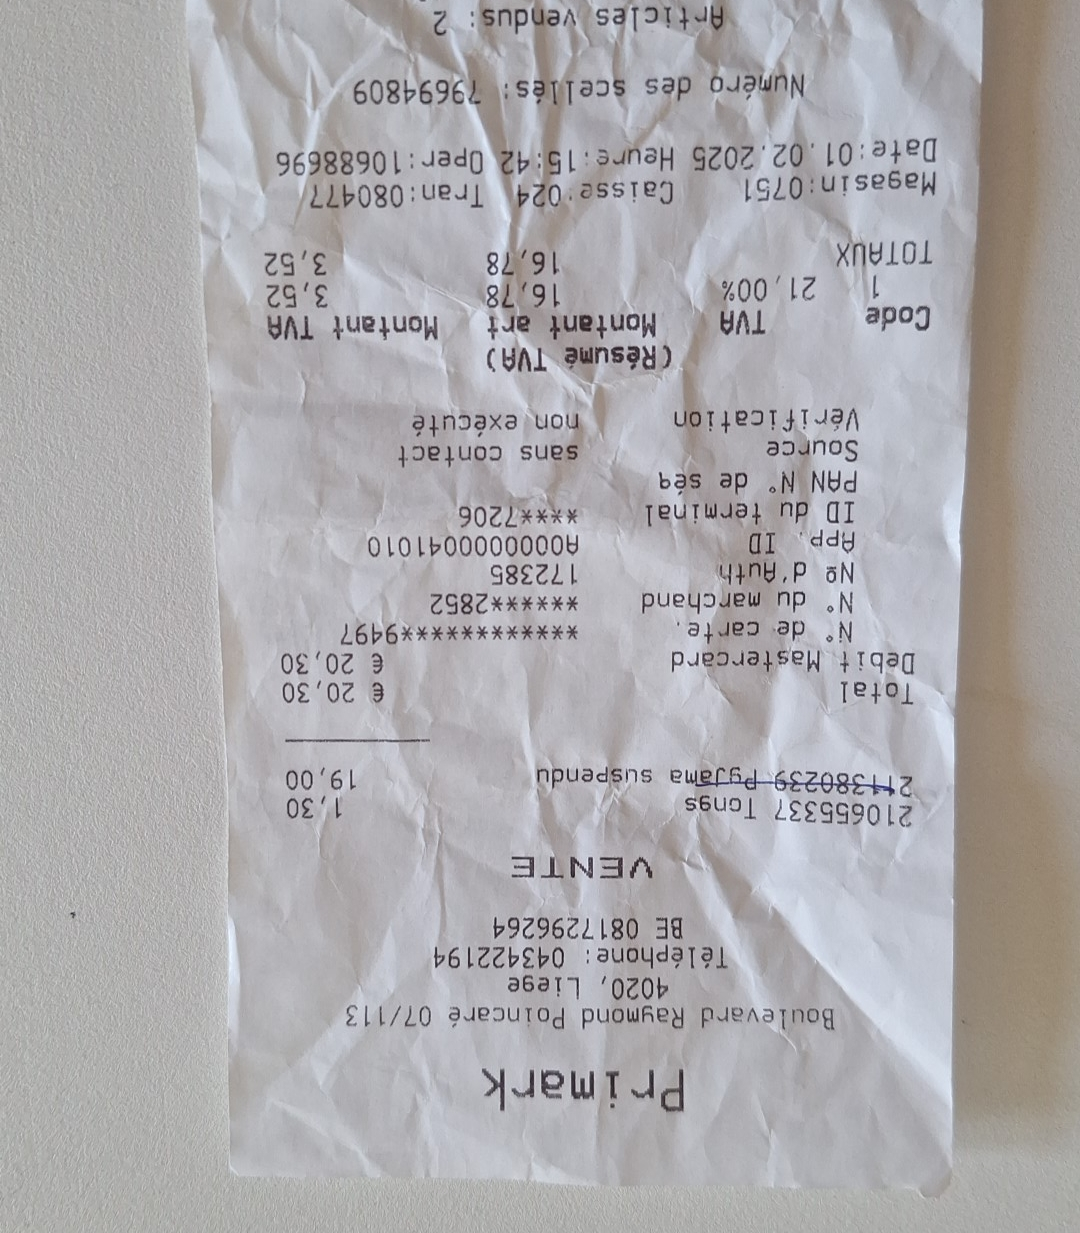 Primark
Boulevard Raymond Poincaré 07/113
4020, Liege
Téléphone: 043422194
BE 0817296264
VENTE
210655337 Tongs 1,30
211380239 Pyjama suspendu 19,00
Total € 20,30
Debit Mastercard € 20,30
N° de carte. **************9497
N° du marchand *******2852
Nº d'Auth 172385
App. ID A0000000041010
ID du terminal ****7206
PAN N° de séq
Source sans contact
Vérification non exécuté
(Résumé TVA)
Code TVA Montant art Montant TVA
1 21,00% 16,78 3,52
TOTAUX 16,78 3,52
Magasin:0751 Caisse:024 Tran:080477
Date:01.02.2025 Heure:15:42 Oper:10688696
Numéro des scellés: 79694809
Articles vendus: 2